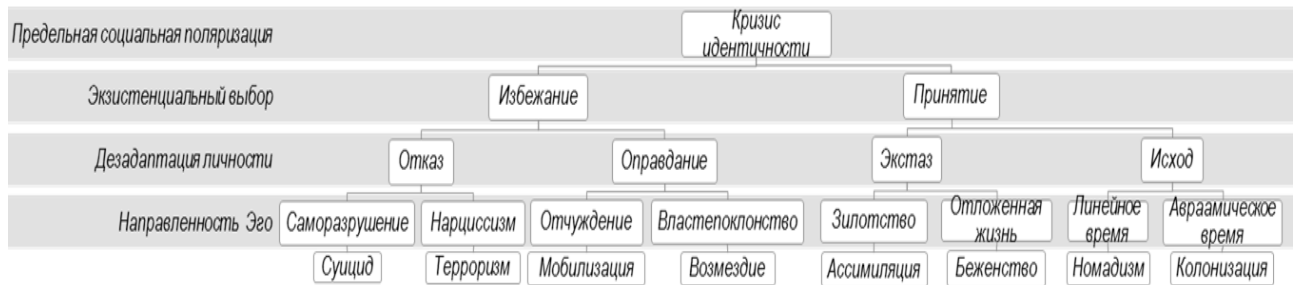 Предельная социальная поляризация
Кризис
идентичности
Экзистенциальный выбор
Избежание
Принятие
Дезадаптация личности
Отказ
Оправдание
Экстаз
Исход
Направленность Эго
Саморазрушение
Нарциссизм
Отчуждение
Властепоклонство
Зилотство
Отложенная
жизнь
Линейное
время
Авраамическое
время
Суицид
Терроризм
Мобилизация
Возмездие
Ассимиляция
Беженство
Номадизм
Колонизация